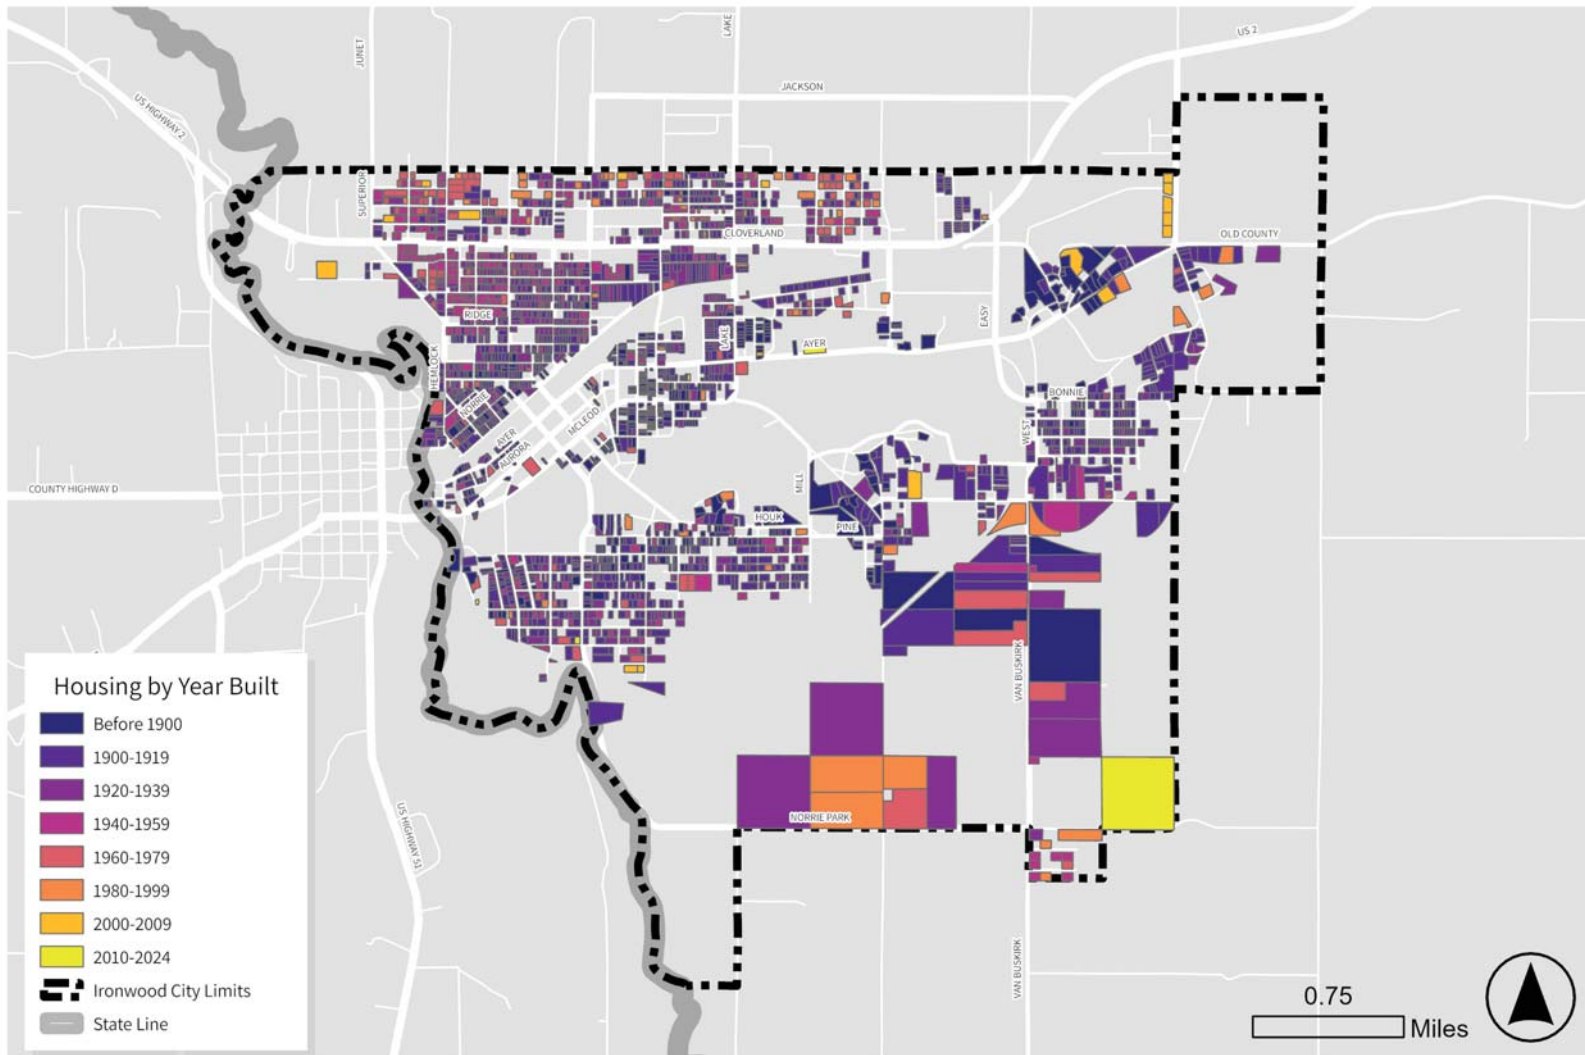 LAKE
US 2
JUNET
JACKSON
US HIGHWAY 2
SUPERIOR
CLOVERLAND
OLD COUNTY
RIDGE
EASY
LAKE
AYER
HEMLOCK
BONNIE
NORRIE
MCLEOD
WEST
AYER
AURORA
COUNTY HIGHWAY D
MILL
HOUK
PINE
VAN BUSKIRK
Housing by Year Built
Before 1900
1900-1919
1920-1939
1940-1959
1960-1979
1980-1999
2000-2009
2010-2024
Ironwood City Limits
State Line
US HIGHWAY 51
NORRIE PARK
VAN BUSKIRK
0.75
Miles